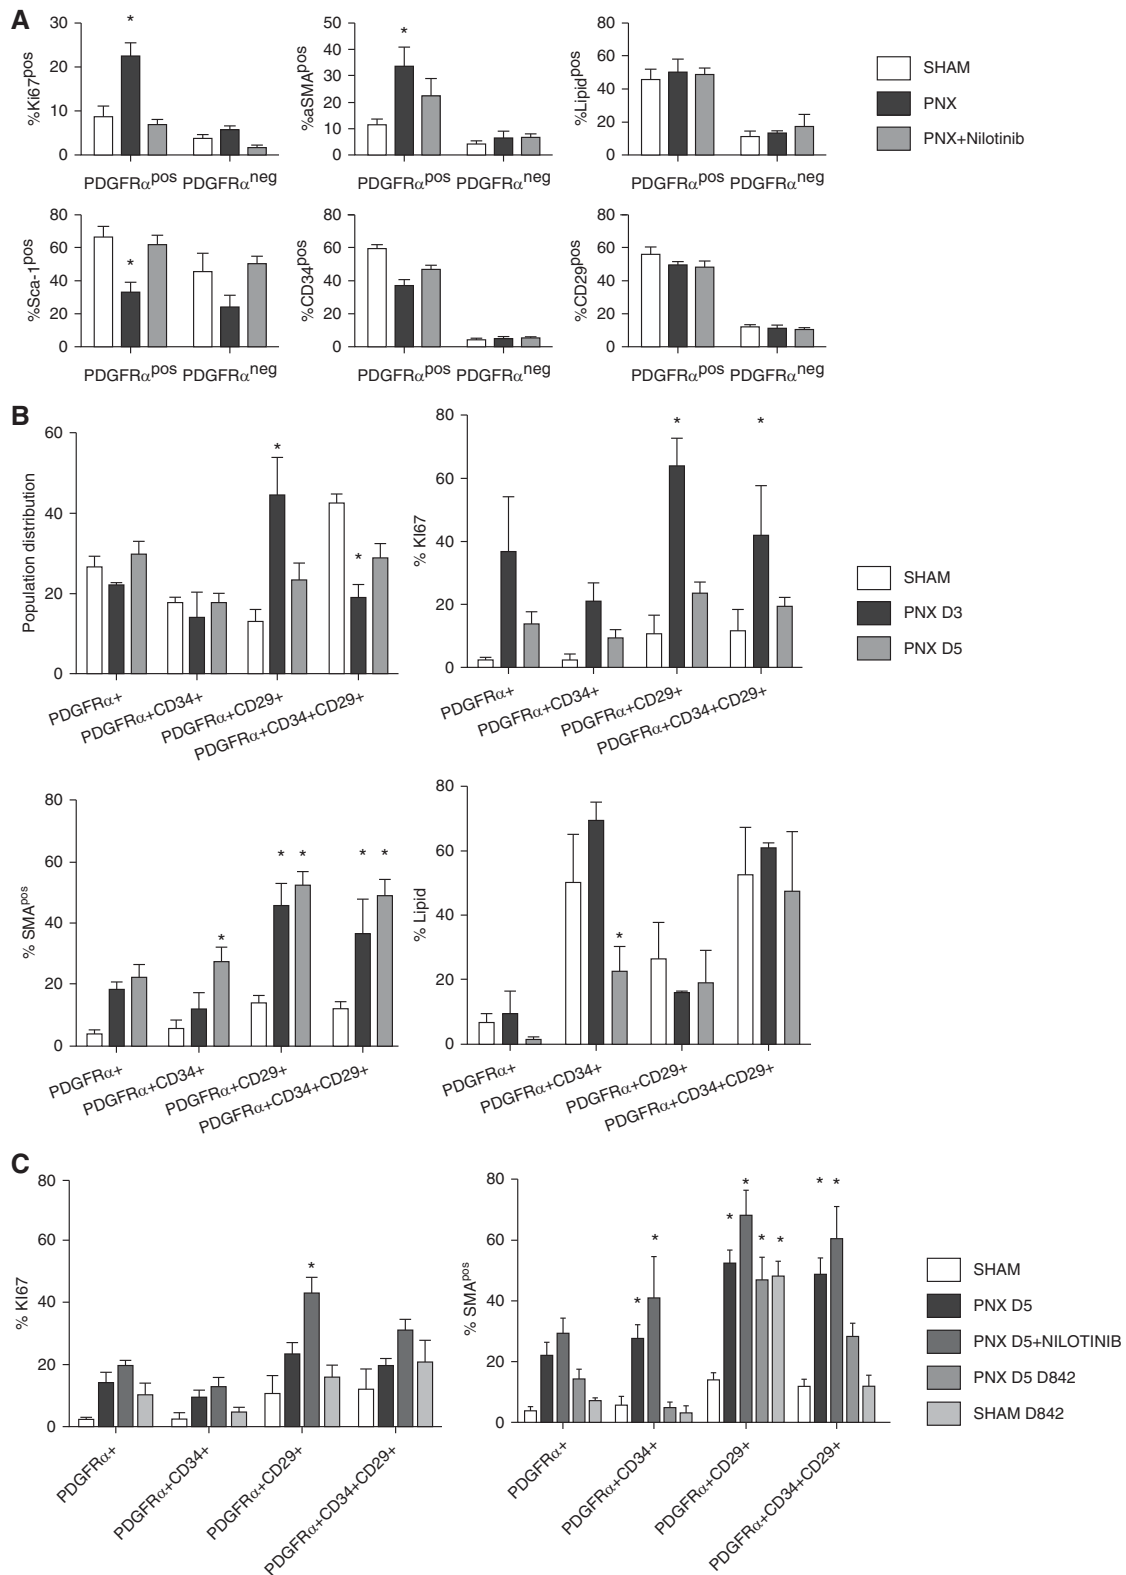 A
%Ki67pos
30
20
10
0
*
PDGFRαpos PDGFRαneg
%aSMApos
50
40
30
20
10
0
*
PDGFRαpos PDGFRαneg
%Lipidpos
80
60
40
20
0
PDGFRαpos PDGFRαneg
SHAM
PNX
PNX+Nilotinib
%Sca-1pos
80
60
40
20
0
*
PDGFRαpos PDGFRαneg
%CD34pos
80
60
40
20
0
PDGFRαpos PDGFRαneg
%CD29pos
80
60
40
20
0
PDGFRαpos PDGFRαneg
B
Population distribution
60
40
20
0
*
*
PDGFRα+
PDGFRα+CD34+
PDGFRα+CD29+
PDGFRα+CD34+CD29+
% KI67
80
60
40
20
0
* *
PDGFRα+
PDGFRα+CD34+
PDGFRα+CD29+
PDGFRα+CD34+CD29+
SHAM
PNX D3
PNX D5
% SMApos
80
60
40
20
0
* * * *
*
PDGFRα+
PDGFRα+CD34+
PDGFRα+CD29+
PDGFRα+CD34+CD29+
% Lipid
80
60
40
20
0
*
PDGFRα+
PDGFRα+CD34+
PDGFRα+CD29+
PDGFRα+CD34+CD29+
C
% KI67
80
60
40
20
0
*
PDGFRα+
PDGFRα+CD34+
PDGFRα+CD29+
PDGFRα+CD34+CD29+
% SMApos
80
60
40
20
0
* * *
*
* * *
*
PDGFRα+
PDGFRα+CD34+
PDGFRα+CD29+
PDGFRα+CD34+CD29+
SHAM
PNX D5
PNX D5+NILOTINIB
PNX D5 D842
SHAM D842